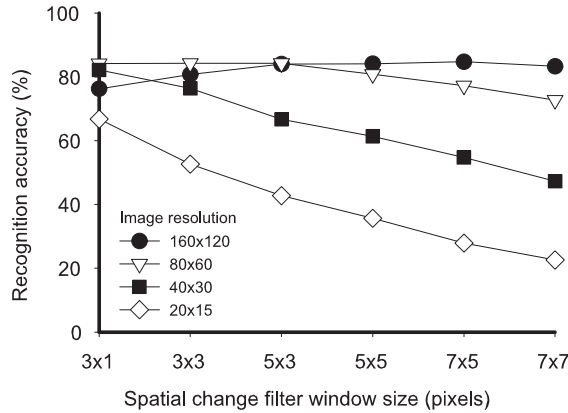 100
80
60
40
20
0
Recognition accuracy (%)
Image resolution
160x120
80x60
40x30
20x15
3x1 3x3 5x3 5x5 7x5 7x7
Spatial change filter window size (pixels)